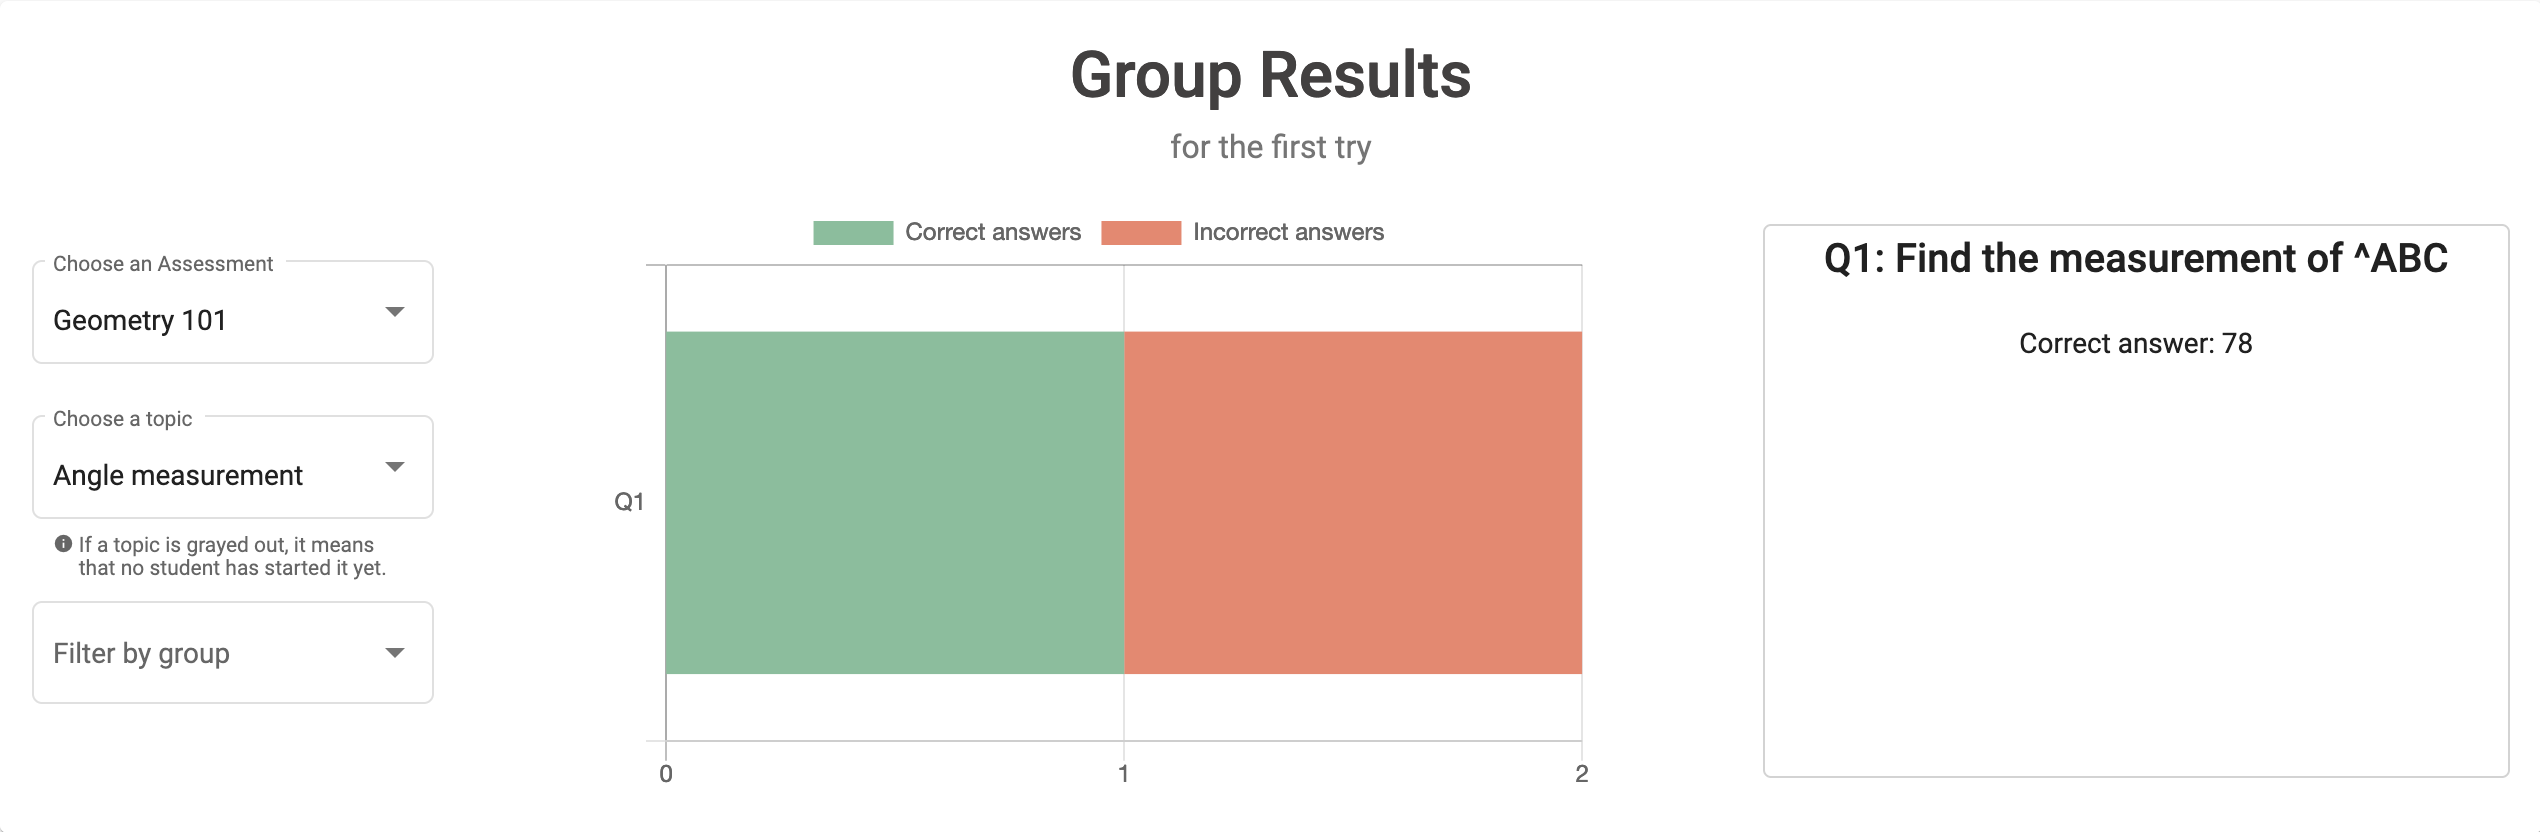 Group Results
for the first try
Choose an Assessment
Geometry 101
Choose a topic
Angle measurement
If a topic is grayed out, it means
that no student has started it yet.
Filter by group
Correct answers
Incorrect answers
Q1
0
1
2
Q1: Find the measurement of ^ABC
Correct answer: 78